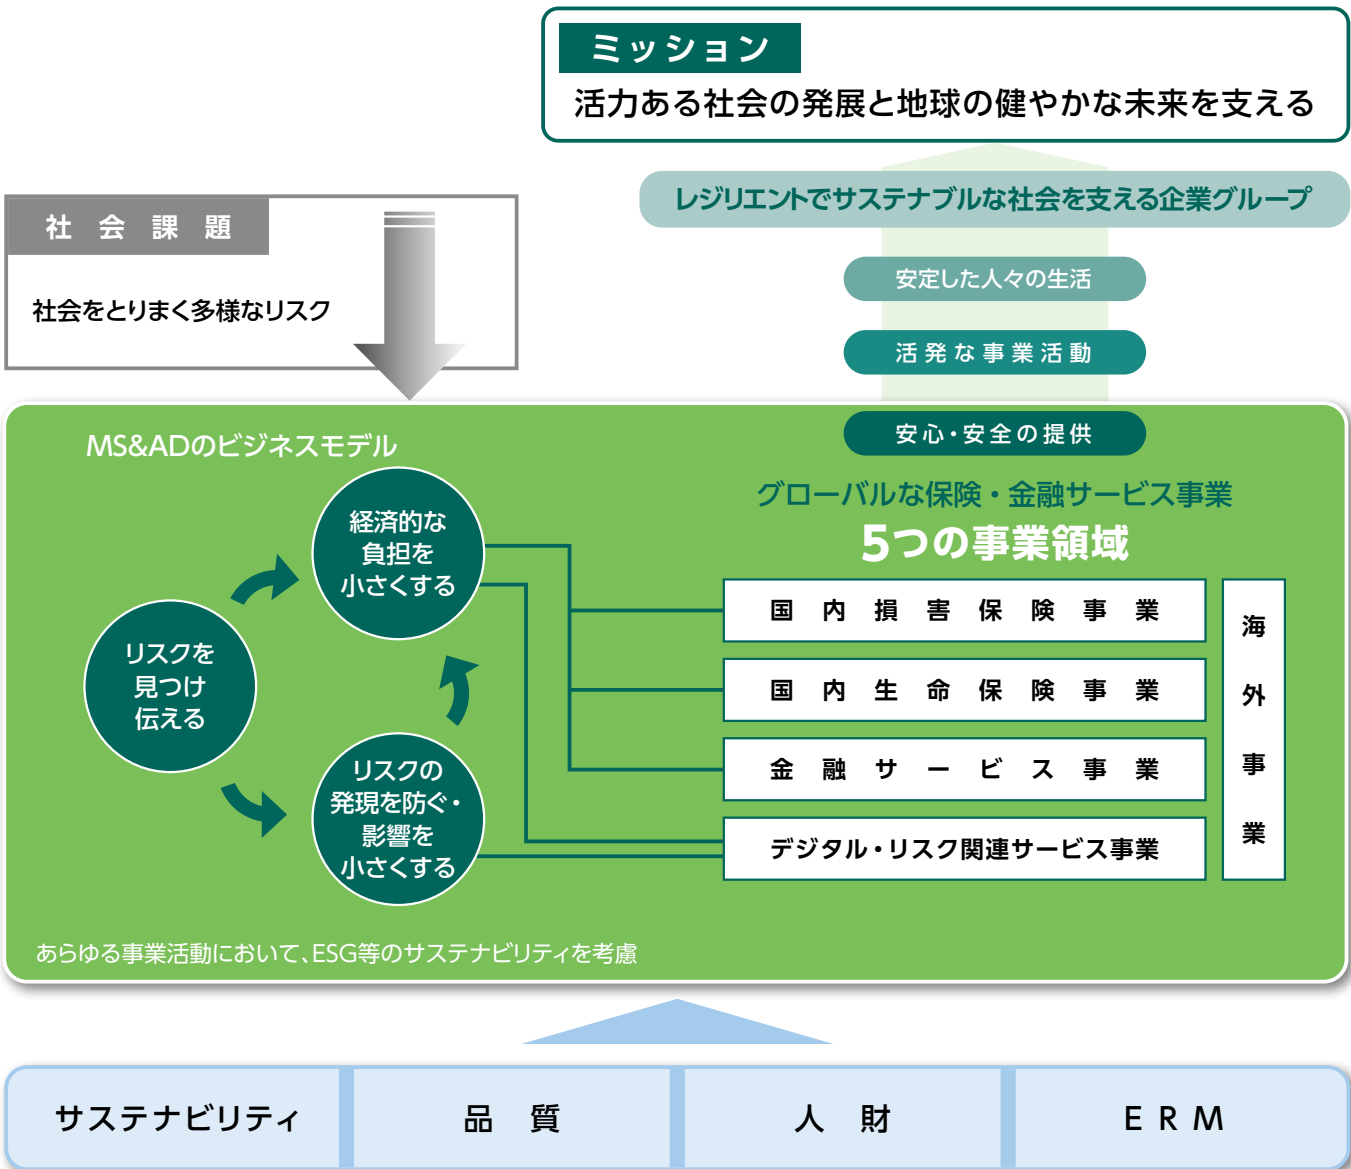 ミッション
活力ある社会の発展と地球の健やかな未来を支える
レジリエントでサステナブルな社会を支える企業グループ
社会課題
社会をとりまく多様なリスク
安定した人々の生活
活発な事業活動
安心・安全の提供
MS&ADのビジネスモデル
経済的な
負担を
小さくする
リスクを
見つけ
伝える
リスクの
発現を防ぐ・
影響を
小さくする
グローバルな保険・金融サービス事業
5つの事業領域
国内損害保険事業
国内生命保険事業
金融サービス事業
デジタル・リスク関連サービス事業
海外事業
あらゆる事業活動において、ESG等のサステナビリティを考慮
サステナビリティ
品質
人財
ERM